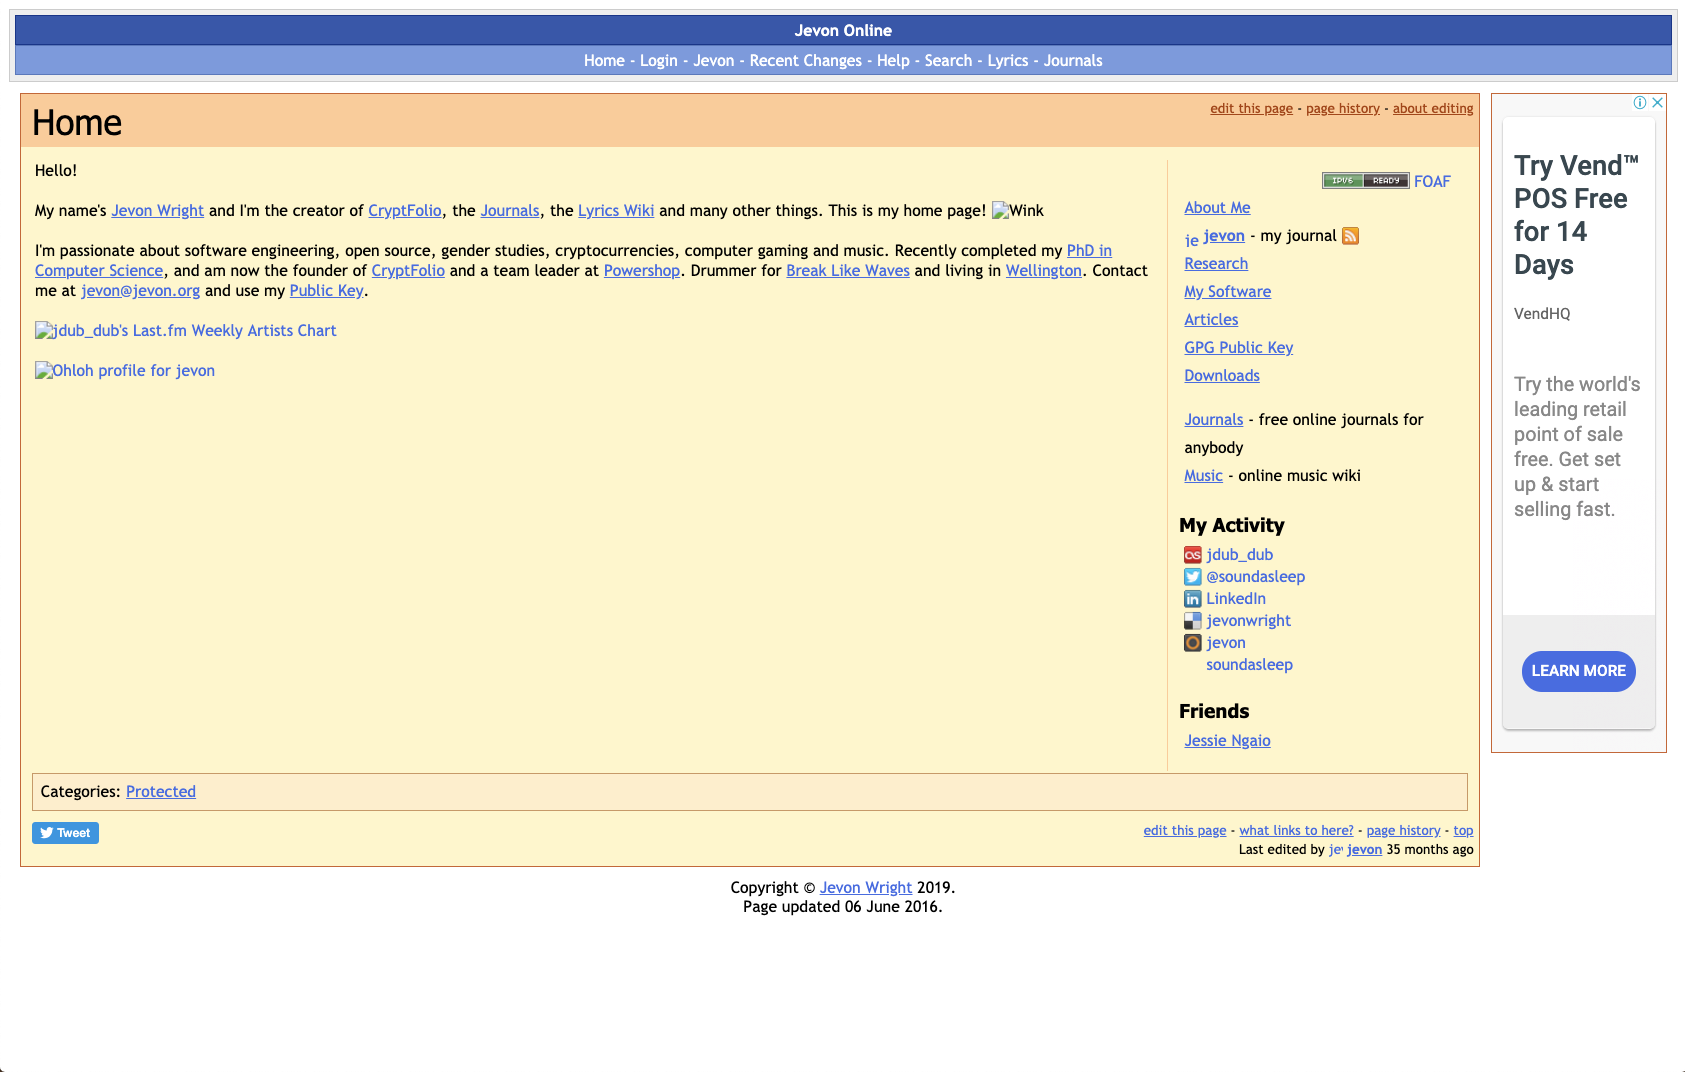 Jevon Online
Home - Login - Jevon - Recent Changes - Help - Search - Lyrics - Journals
Home
edit this page - page history - about editing
Hello!
My name's Jevon Wright and I'm the creator of CryptFolio, the Journals, the Lyrics Wiki and many other things. This is my home page! Wink
I'm passionate about software engineering, open source, gender studies, cryptocurrencies, computer gaming and music. Recently completed my PhD in
Computer Science, and am now the founder of CryptFolio and a team leader at Powershop. Drummer for Break Like Waves and living in Wellington. Contact
me at jevon@jevon.org and use my Public Key.
jdub_dub's Last.fm Weekly Artists Chart
Ohloh profile for jevon
IPV6 READY FOAF
About Me
je jevon - my journal
Research
My Software
Articles
GPG Public Key
Downloads
Journals - free online journals for
anybody
Music - online music wiki
My Activity
jdub_dub
@soundasleep
LinkedIn
jevonwright
jevon
soundasleep
Friends
Jessie Ngaio
Categories: Protected
Tweet
edit this page - what links to here? - page history - top
Last edited by je jevon 35 months ago
Copyright © Jevon Wright 2019.
Page updated 06 June 2016.
Try Vend™
POS Free
for 14
Days
VendHQ
Try the world's
leading retail
point of sale
free. Get set
up & start
selling fast.
LEARN MORE